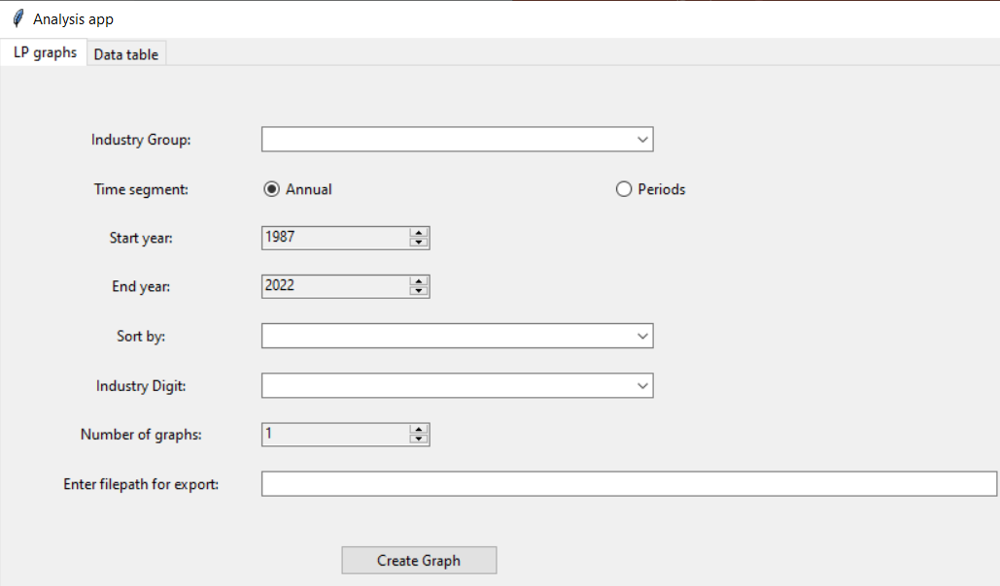 Analysis app
LP graphs Data table
Industry Group:
Time segment: Annual Periods
Start year: 1987
End year: 2022
Sort by:
Industry Digit:
Number of graphs: 1
Enter filepath for export:
Create Graph